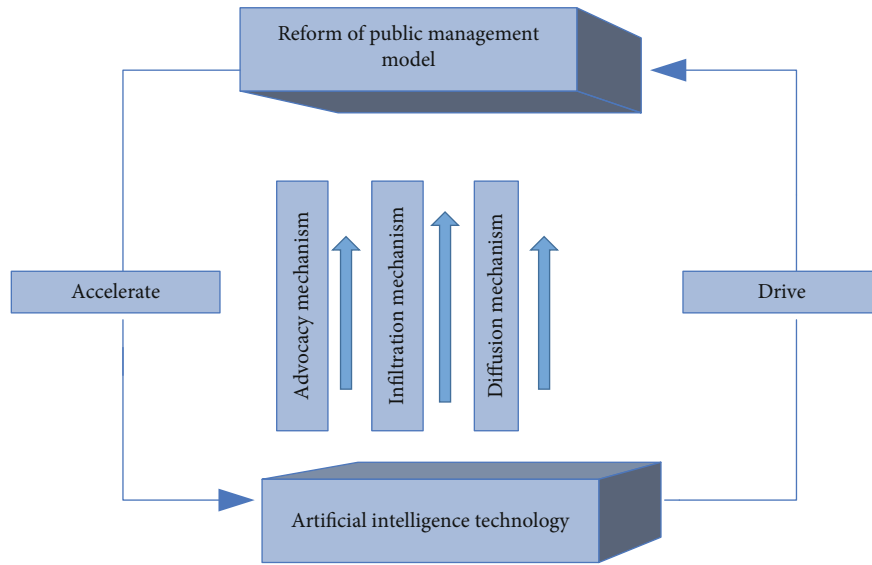 Reform of public management
model
Advocacy mechanism
Infiltration mechanism
Diffusion mechanism
Accelerate
Drive
Artificial intelligence technology